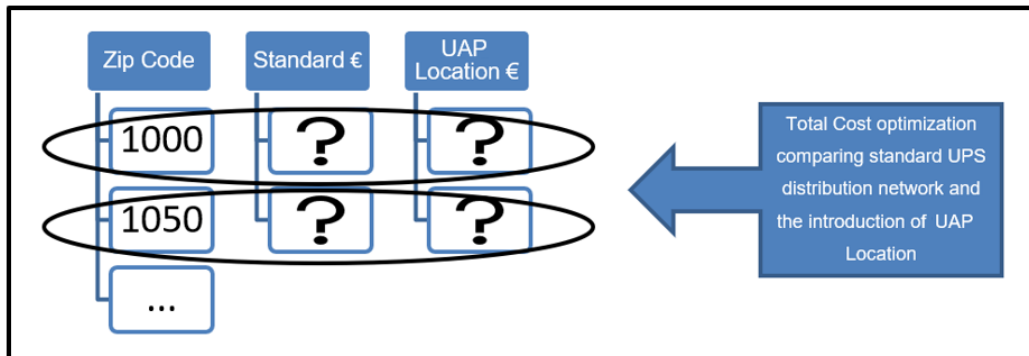 Zip Code
Standard €
UAP
Location €
1000
?
?
1050
?
?
...
Total Cost optimization
comparing standard UPS
distribution network and
the introduction of UAP
Location